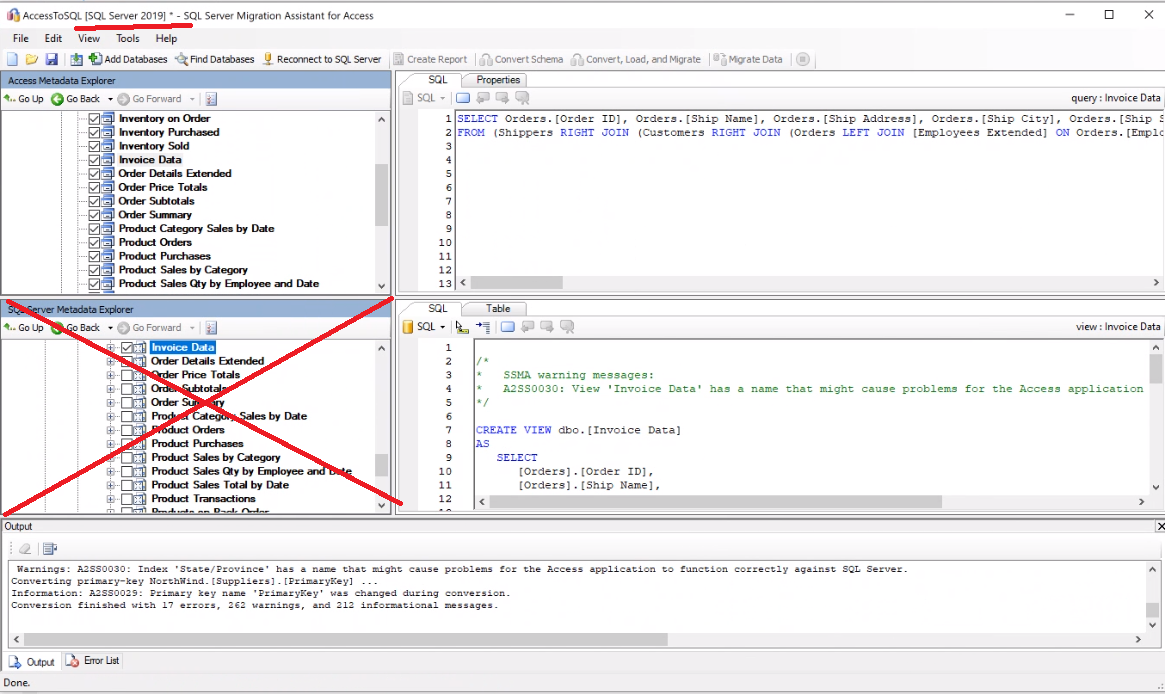 AccessToSQL [SQL Server 2019] * - SQL Server Migration Assistant for Access
File Edit View Tools Help
Add Databases Find Databases Reconnect to SQL Server Create Report Convert Schema Convert, Load, and Migrate Migrate Data
Access Metadata Explorer
Go Up Go Back Go Forward
Inventory on Order
Inventory Purchased
Inventory Sold
Invoice Data
Order Details Extended
Order Price Totals
Order Subtotals
Order Summary
Product Category Sales by Date
Product Orders
Product Purchases
Product Sales by Category
Product Sales Qty by Employee and Date
SQL Properties
SQL query : Invoice Data
1 SELECT Orders.[Order ID], Orders.[Ship Name], Orders.[Ship Address], Orders.[Ship City], Orders.[Ship S
2 FROM (Shippers RIGHT JOIN (Customers RIGHT JOIN (Orders LEFT JOIN [Employees Extended] ON Orders.[Emplo
3
4
5
6
7
8
9
10
11
12
13
SQL Server Metadata Explorer
Go Up Go Back Go Forward
Invoice Data
Order Details Extended
Order Price Totals
Order Subtotals
Order Summary
Product Category Sales by Date
Product Orders
Product Purchases
Product Sales by Category
Product Sales Qty by Employee and Date
Product Sales Total by Date
Product Transactions
Products on Back Order
SQL Table
SQL view : Invoice Data
1
2 /*
3 * SSMA warning messages:
4 * A2SS0030: View 'Invoice Data' has a name that might cause problems for the Access application
5 */
6
7 CREATE VIEW dbo.[Invoice Data]
8 AS
9 SELECT
10 [Orders].[Order ID],
11 [Orders].[Ship Name],
12
Output
Warnings: A2SS0030: Index 'State/Province' has a name that might cause problems for the Access application to function correctly against SQL Server.
Converting primary-key NorthWind.[Suppliers].[PrimaryKey] ...
Information: A2SS0029: Primary key name 'PrimaryKey' was changed during conversion.
Conversion finished with 17 errors, 262 warnings, and 212 informational messages.
Output Error List
Done.